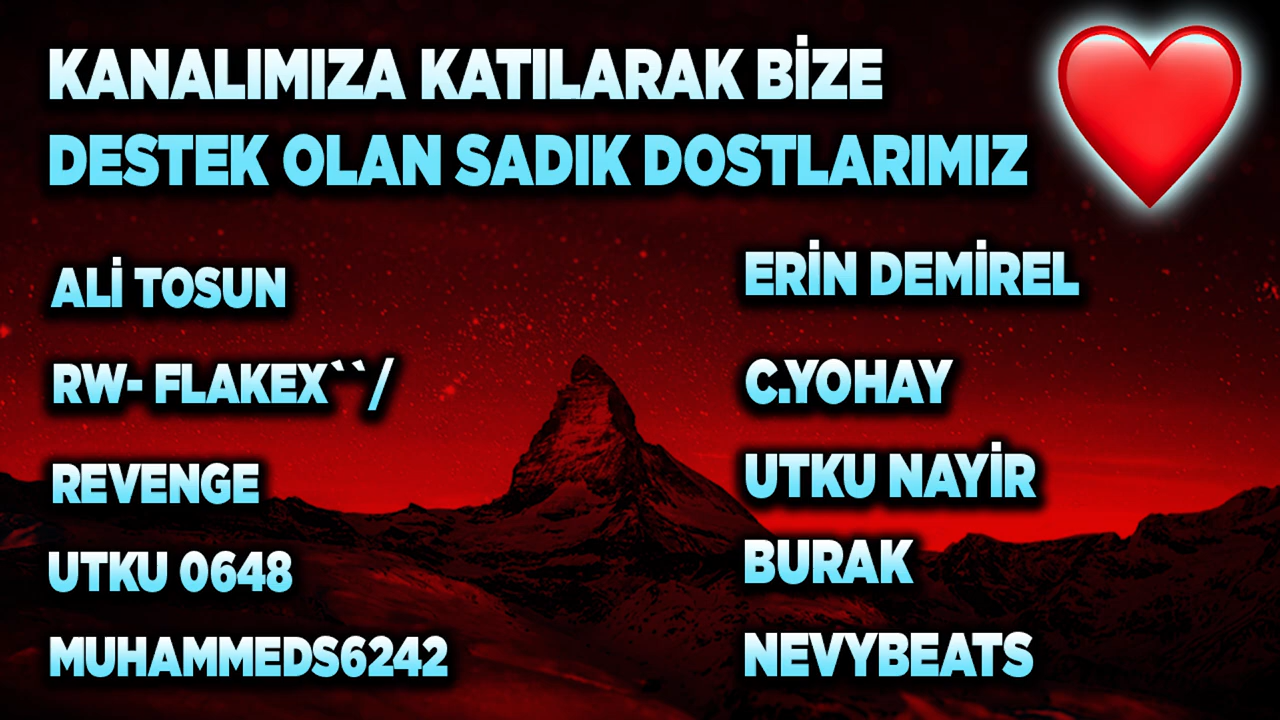 KANALIMIZA KATILARAK BİZE
DESTEK OLAN SADIK DOSTLARIMIZ
ALİ TOSUN
RW- FLAKEX``/
REVENGE
UTKU 0648
MUHAMMEDS6242
ERİN DEMİREL
C.YOHAY
UTKU NAYİR
BURAK
NEVYBEATS